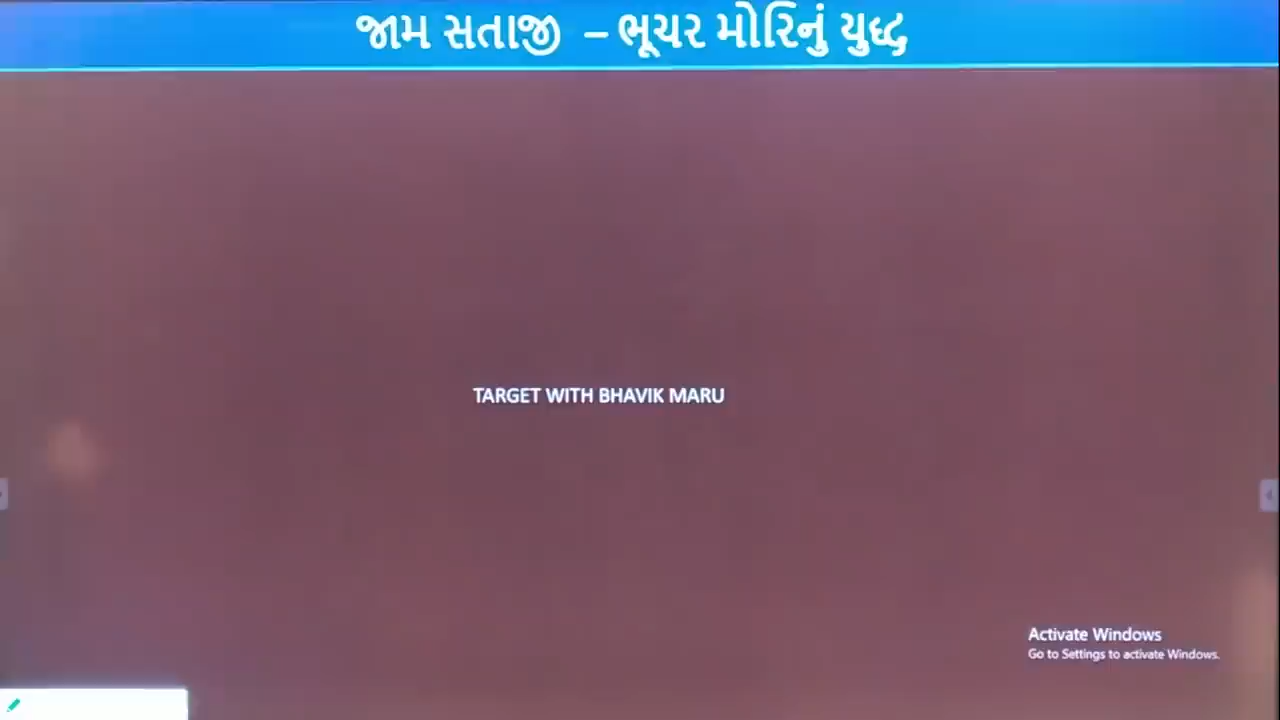 જામ સતાજી – ભૂચર મોરિનું યુદ્ધ
TARGET WITH BHAVIK MARU
Activate Windows
Go to Settings to activate Windows.